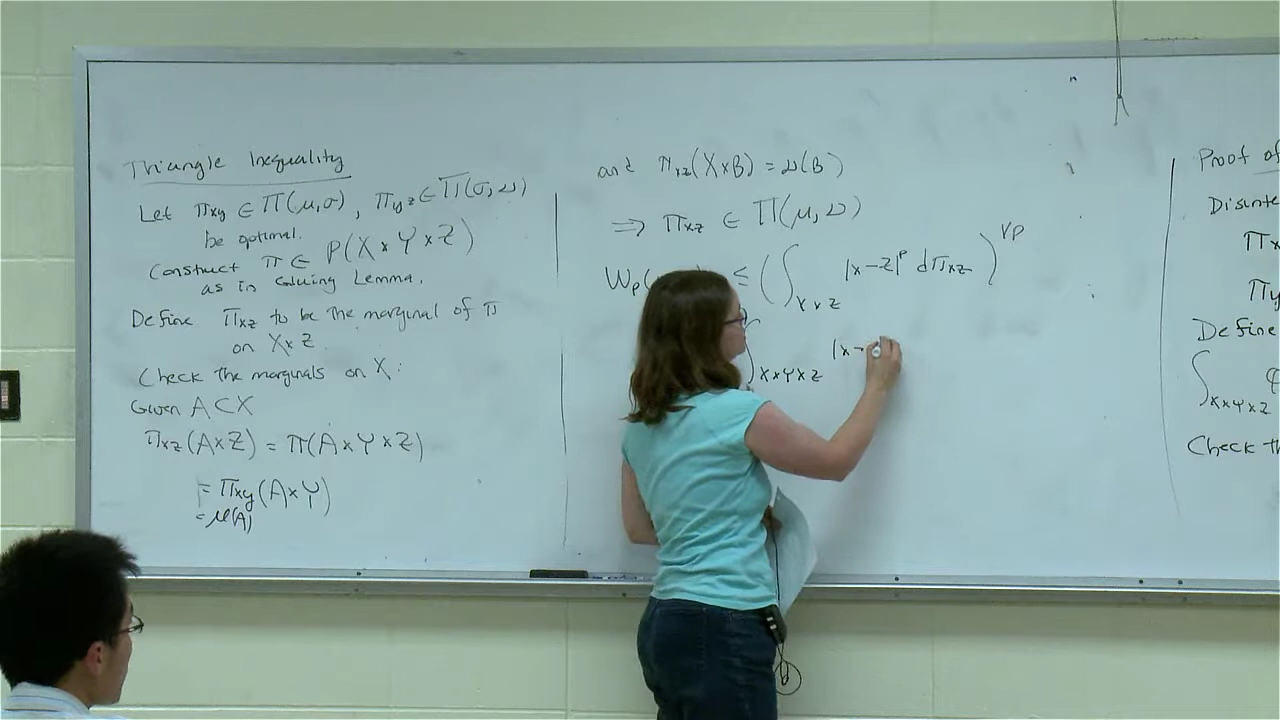 Triangle Inequality
Let πxy ∈ Π(μ,σ), πyz ∈ Π(σ,ν)
be optimal.
Construct π ∈ P(X×Y×Z)
as in Gluing Lemma.
Define πxz to be the marginal of π
on X×Z.
Check the marginals on X:
Given A⊂X
πxz(A×Z) = π(A×Y×Z)
= πxy(A×Y)
= μ(A)
and πxz(X×B) = ν(B)
⟹ πxz ∈ Π(μ,ν)
Wp( ≤ (∫X×Z |x-z|^p dπxz)^1/p
X×Y×Z |x-
Proof of
πx
πy
Define
∫X×Y×Z φ
Check th